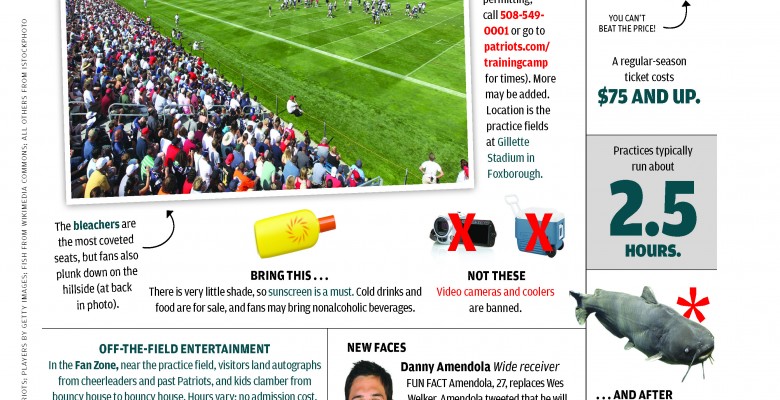 permitting,
call 508-549-
0001 or go to
patriots.com/
trainingcamp
for times). More
may be added.
Location is the
practice fields
at Gillette
Stadium in
Foxborough.
YOU CAN'T
BEAT THE PRICE!
A regular-season
ticket costs
$75 AND UP.
Practices typically
run about
2.5
HOURS.
The bleachers are
the most coveted
seats, but fans also
plunk down on the
hillside (at back
in photo).
BRING THIS . . .
There is very little shade, so sunscreen is a must. Cold drinks and
food are for sale, and fans may bring nonalcoholic beverages.
X X
NOT THESE
Video cameras and coolers
are banned.
*
OFF-THE-FIELD ENTERTAINMENT
In the Fan Zone, near the practice field, visitors land autographs
from cheerleaders and past Patriots, and kids clamber from
bouncy house to bouncy house. Hours vary; no admission cost.
NEW FACES
Danny Amendola Wide receiver
FUN FACT Amendola, 27, replaces Wes
Welker. Amendola tweeted that he will
. . . AND AFTER
RIOTS; PLAYERS BY GETTY IMAGES; FISH FROM WIKIMEDIA COMMONS; ALL OTHERS FROM ISTOCKPHOTO